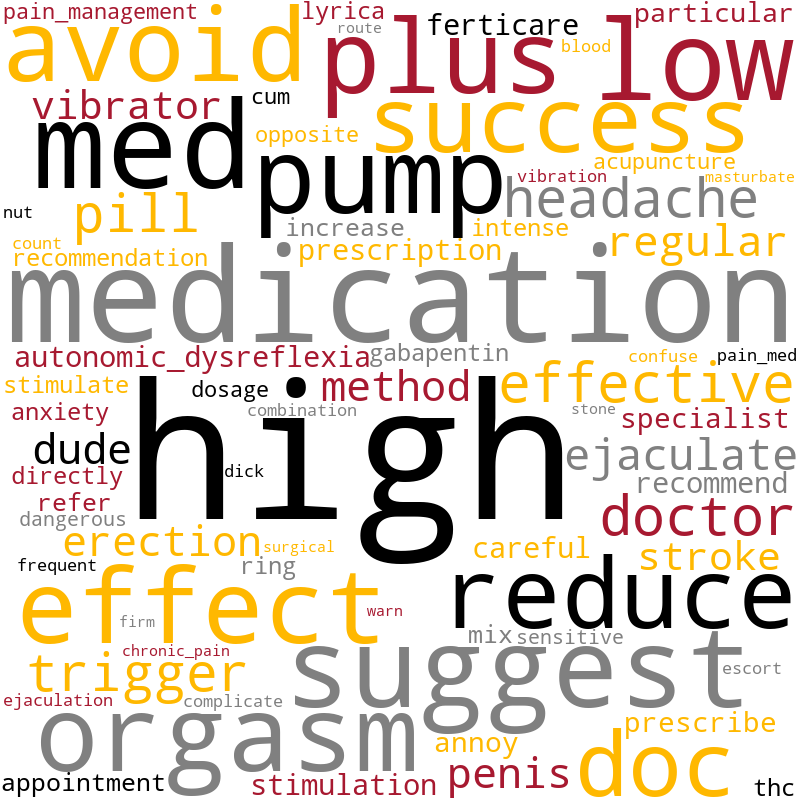 pain_management
lyrica
particular
route
ferticare
avoid
plus
low
blood
vibrator
cum
success
med
opposite
pump
acupuncture
vibration
masturbate
headache
nut
pill
increase
intense
regular
count
recommendation
prescription
medication
autonomic_dysreflexia
gabapentin
confuse
pain_med
stimulate
dosage
method
effective
anxiety
combination
stone
specialist
high
dude
ejaculate
directly
dick
recommend
refer
dangerous
doctor
erection
surgical
careful
stroke
frequent
ring
effect
reduce
firm
warn
mix
sensitive
chronic_pain
trigger
suggest
escort
ejaculation
complicate
orgasm
annoy
prescribe
doc
appointment
stimulation
penis
thc